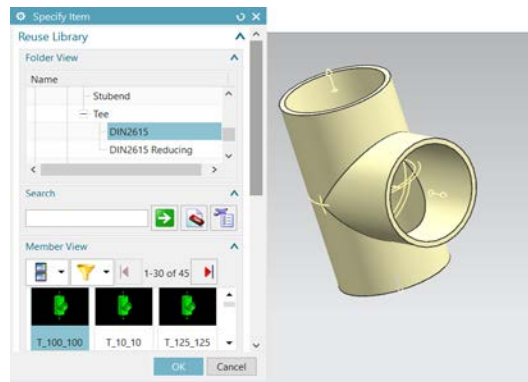 Specify Item
Reuse Library
Folder View
Name
Stubend
Tee
DIN2615
DIN2615 Reducing
Search
Member View
1-30 of 45
T_100_100 T_10_10 T_125_125
OK Cancel